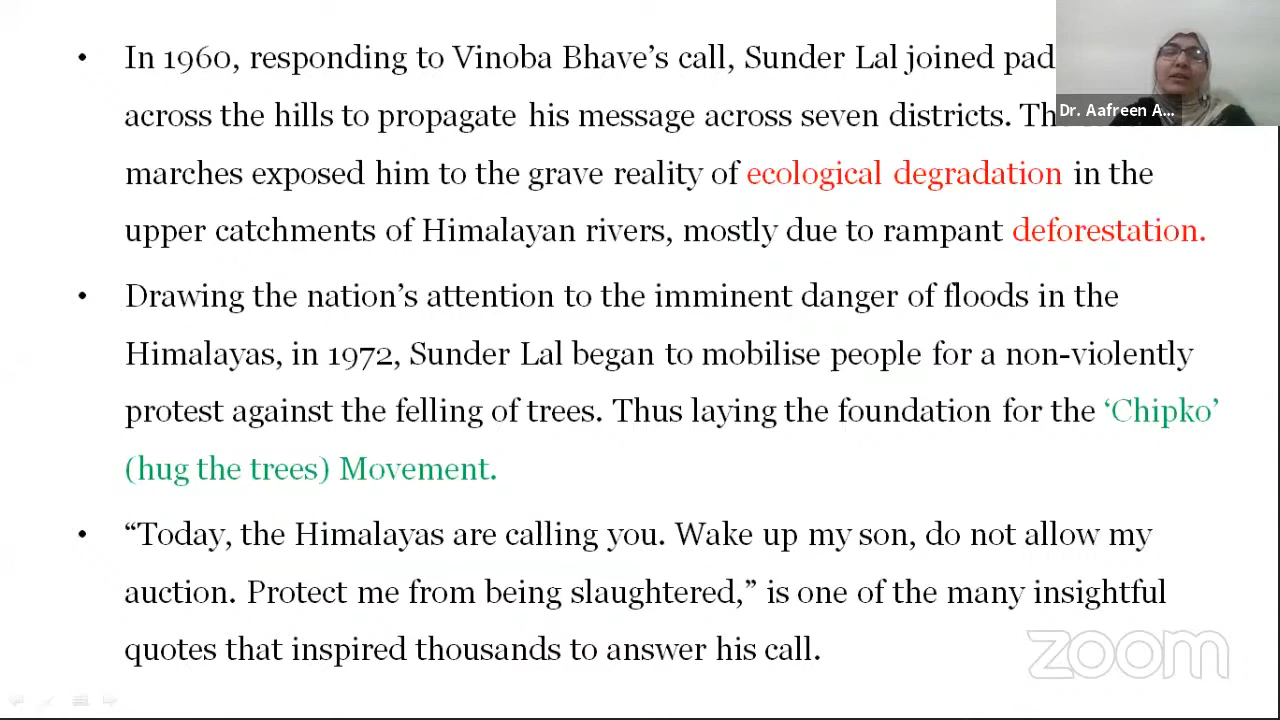 • In 1960, responding to Vinoba Bhave’s call, Sunder Lal joined
across the hills to propagate his message across seven districts.
marches exposed him to the grave reality of ecological degradation in the
upper catchments of Himalayan rivers, mostly due to rampant deforestation.
• Drawing the nation’s attention to the imminent danger of floods in the
Himalayas, in 1972, Sunder Lal began to mobilise people for a non-violently
protest against the felling of trees. Thus laying the foundation for the ‘Chipko’
(hug the trees) Movement.
• “Today, the Himalayas are calling you. Wake up my son, do not allow my
auction. Protect me from being slaughtered,” is one of the many insightful
quotes that inspired thousands to answer his call.
Dr. Aafreen A...
zoom